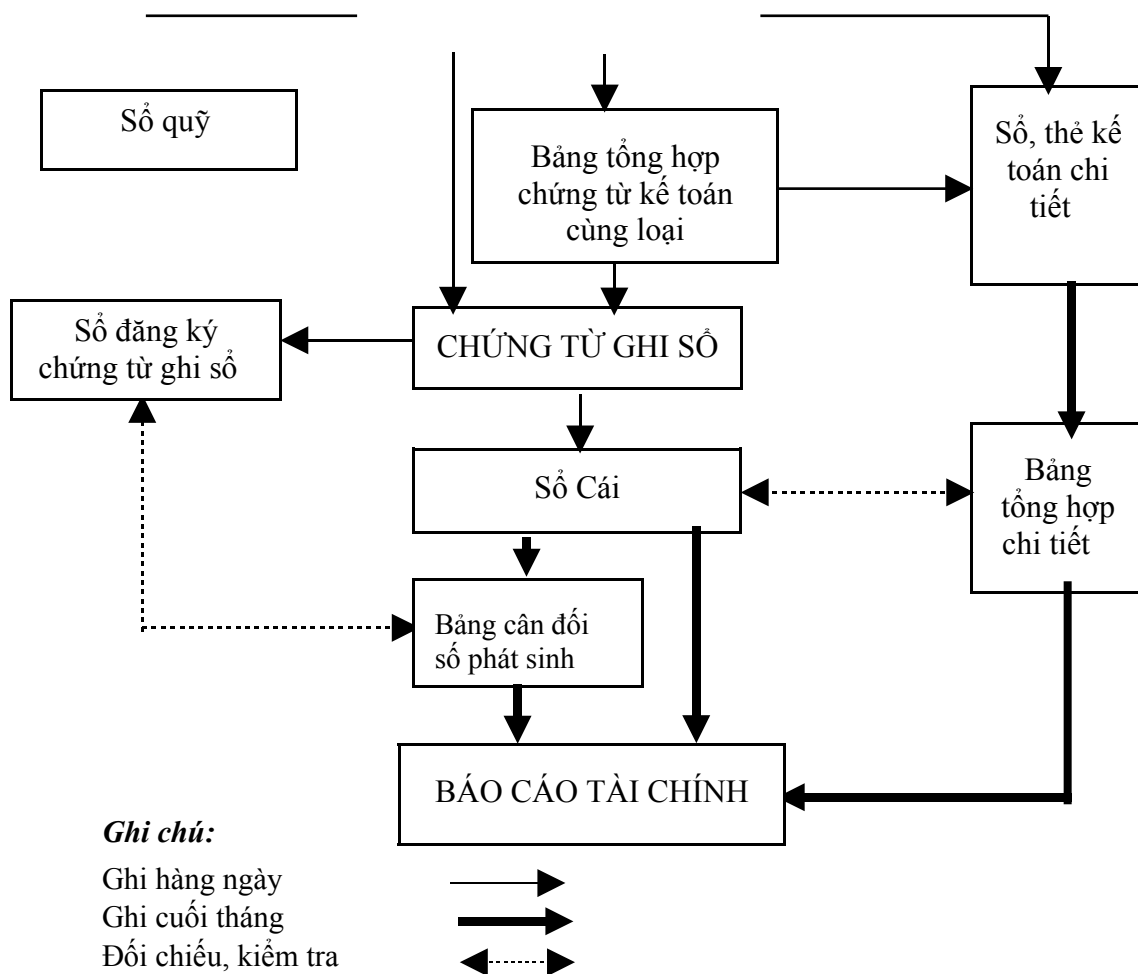 Sổ quỹ
Bảng tổng hợp
chứng từ kế toán
cùng loại
Sổ, thẻ kế
toán chi
tiết
Sổ đăng ký
chứng từ ghi sổ
CHỨNG TỪ GHI SỔ
Sổ Cái
Bảng
tổng hợp
chi tiết
Bảng cân đối
số phát sinh
BÁO CÁO TÀI CHÍNH
Ghi chú:
Ghi hàng ngày
Ghi cuối tháng
Đối chiếu, kiểm tra